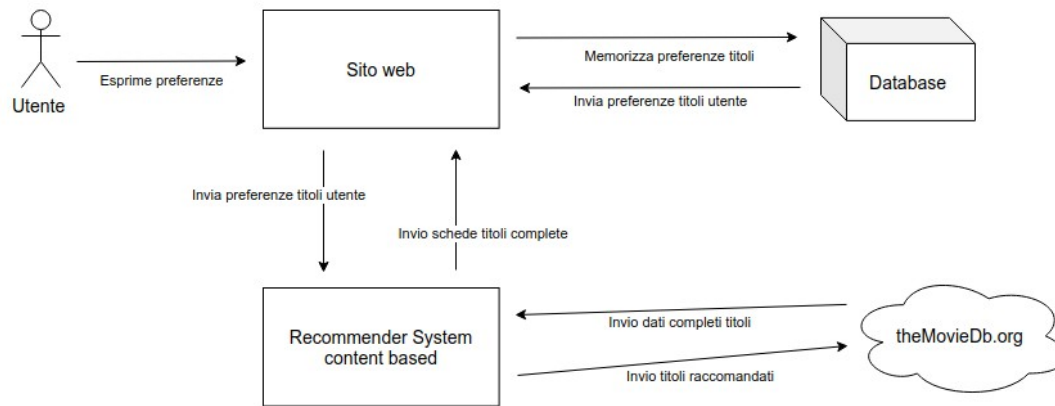 Utente
Esprime preferenze
Sito web
Memorizza preferenze titoli
Invia preferenze titoli utente
Database
Invia preferenze titoli utente
Invio schede titoli complete
Recommender System
content based
Invio dati completi titoli
Invio titoli raccomandati
theMovieDb.org